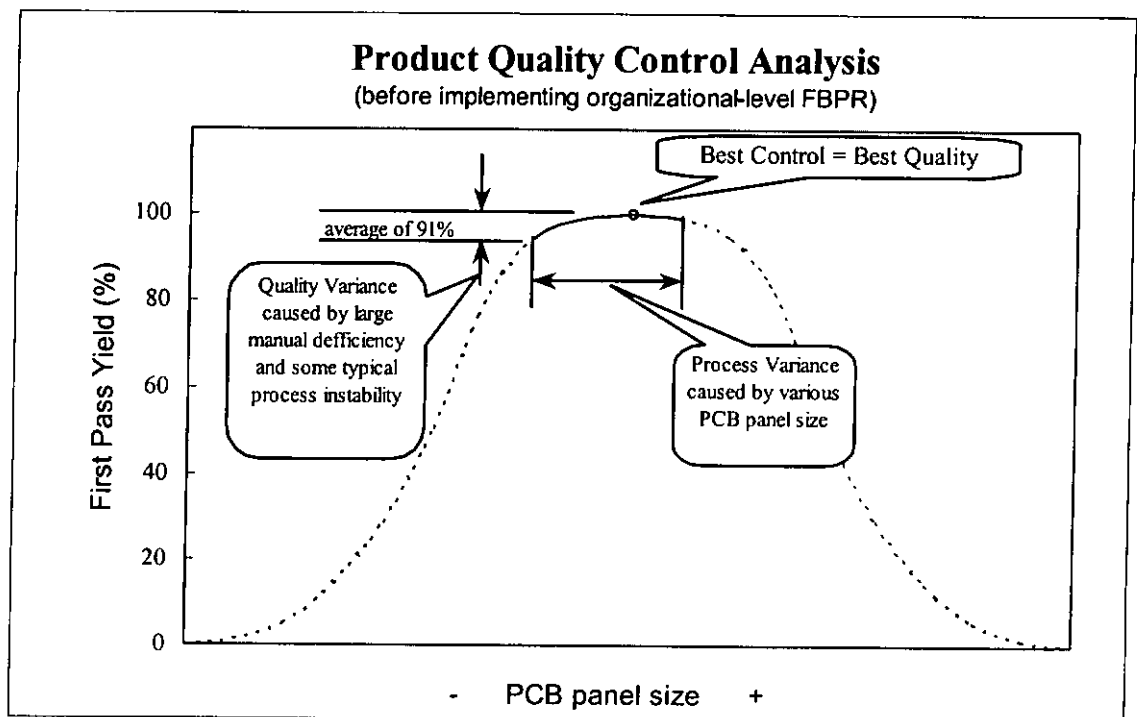 Product Quality Control Analysis
(before implementing organizational-level FBPR)
Best Control = Best Quality
100
average of 91%
80
60
40
20
0
First Pass Yield (%)
Quality Variance
caused by large
manual defficiency
and some typical
process instability
Process Variance
caused by various
PCB panel size
- PCB panel size +